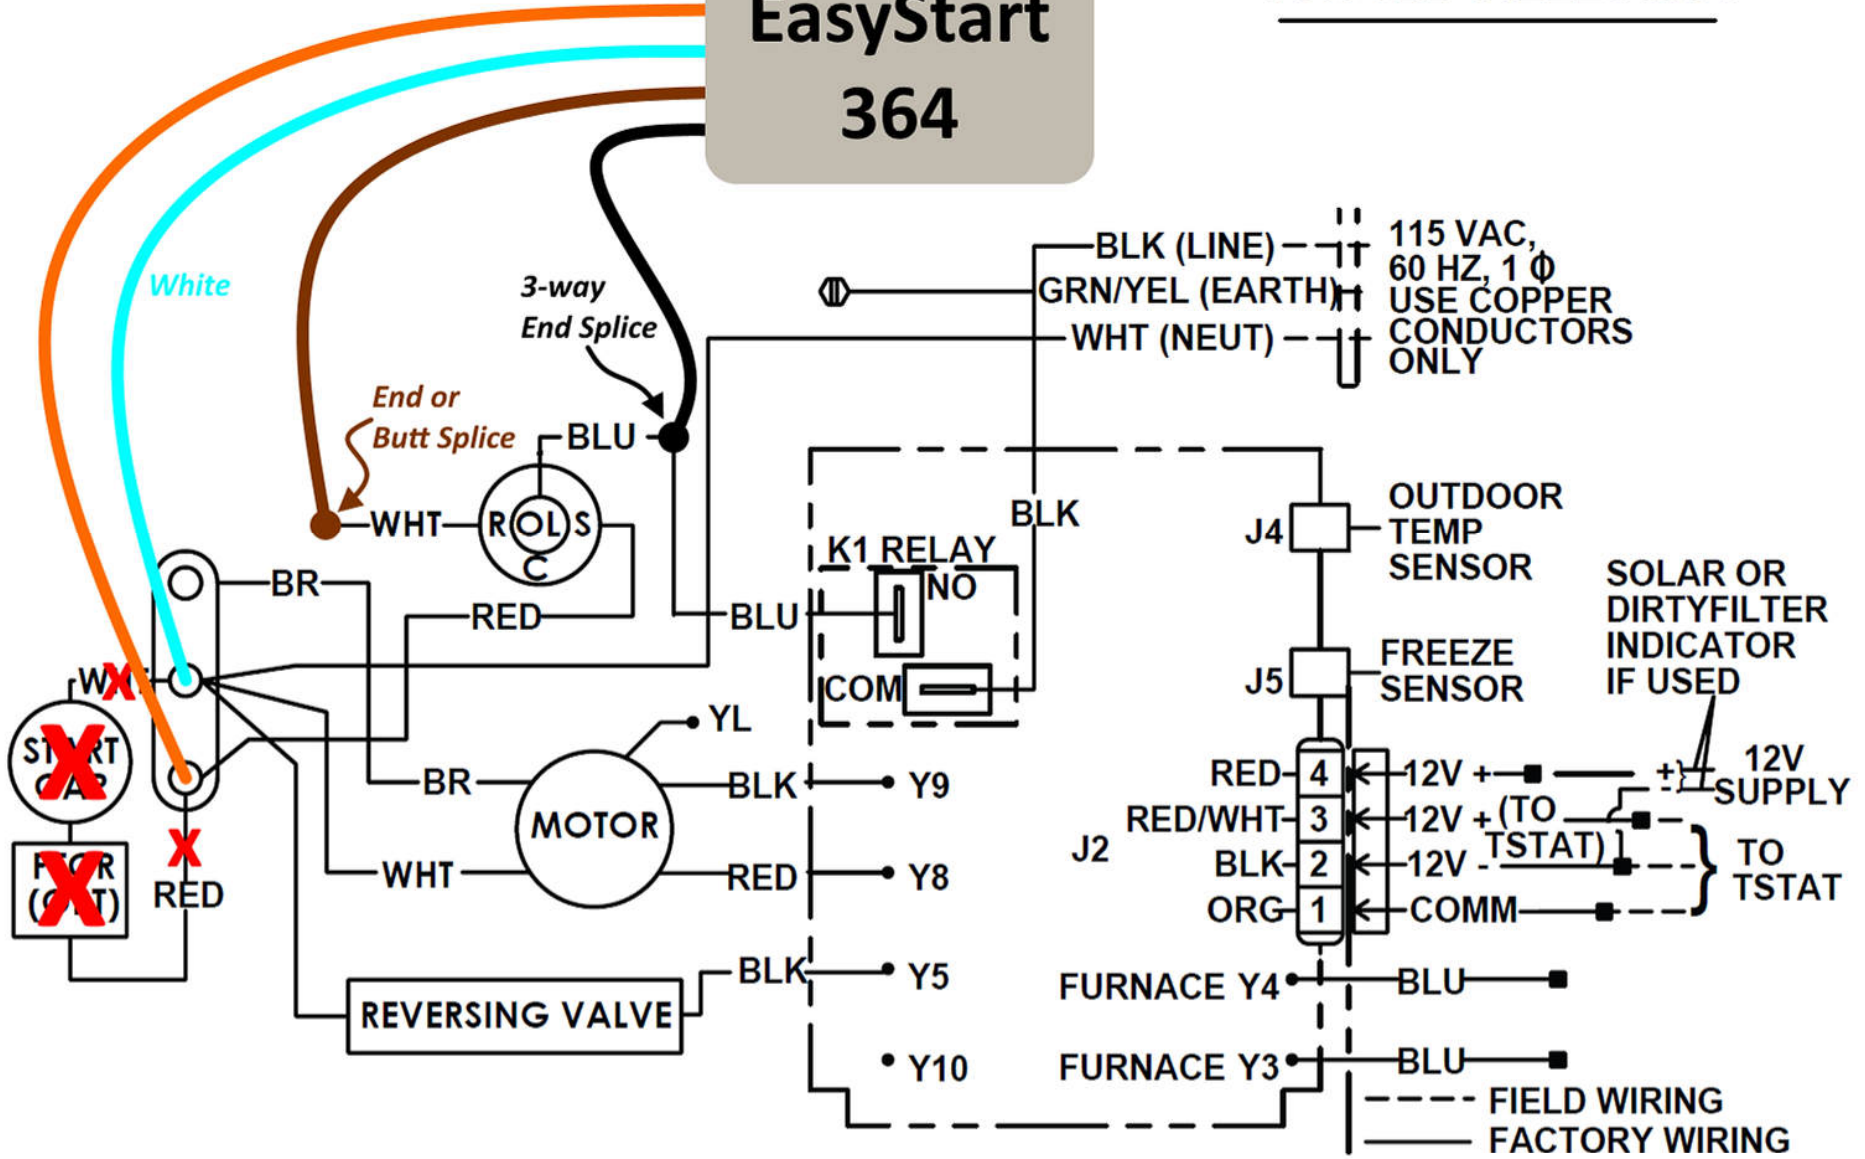 EasyStart
364
White
3-way
End Splice
End or
Butt Splice
BLK (LINE)
GRN/YEL (EARTH)
WHT (NEUT)
115 VAC,
60 HZ, 1 ϕ
USE COPPER
CONDUCTORS
ONLY
BLU
WHT
R OL S
C
BR
RED
BLU
K1 RELAY
NO
COM
BLK
J4
OUTDOOR
TEMP
SENSOR
J5
FREEZE
SENSOR
SOLAR OR
DIRTYFILTER
INDICATOR
IF USED
X
START
CAP
X
X
(OPT)
X
X
RED
YL
BR
MOTOR
BLK
Y9
WHT
RED
Y8
REVERSING VALVE
BLK
Y5
Y10
J2
RED 4 12V +
RED/WHT 3 12V + (TO
TSTAT)
BLK 2 12V -
ORG 1 COMM
+
-
12V
SUPPLY
TO
TSTAT
FURNACE Y4 BLU
FURNACE Y3 BLU
FIELD WIRING
FACTORY WIRING